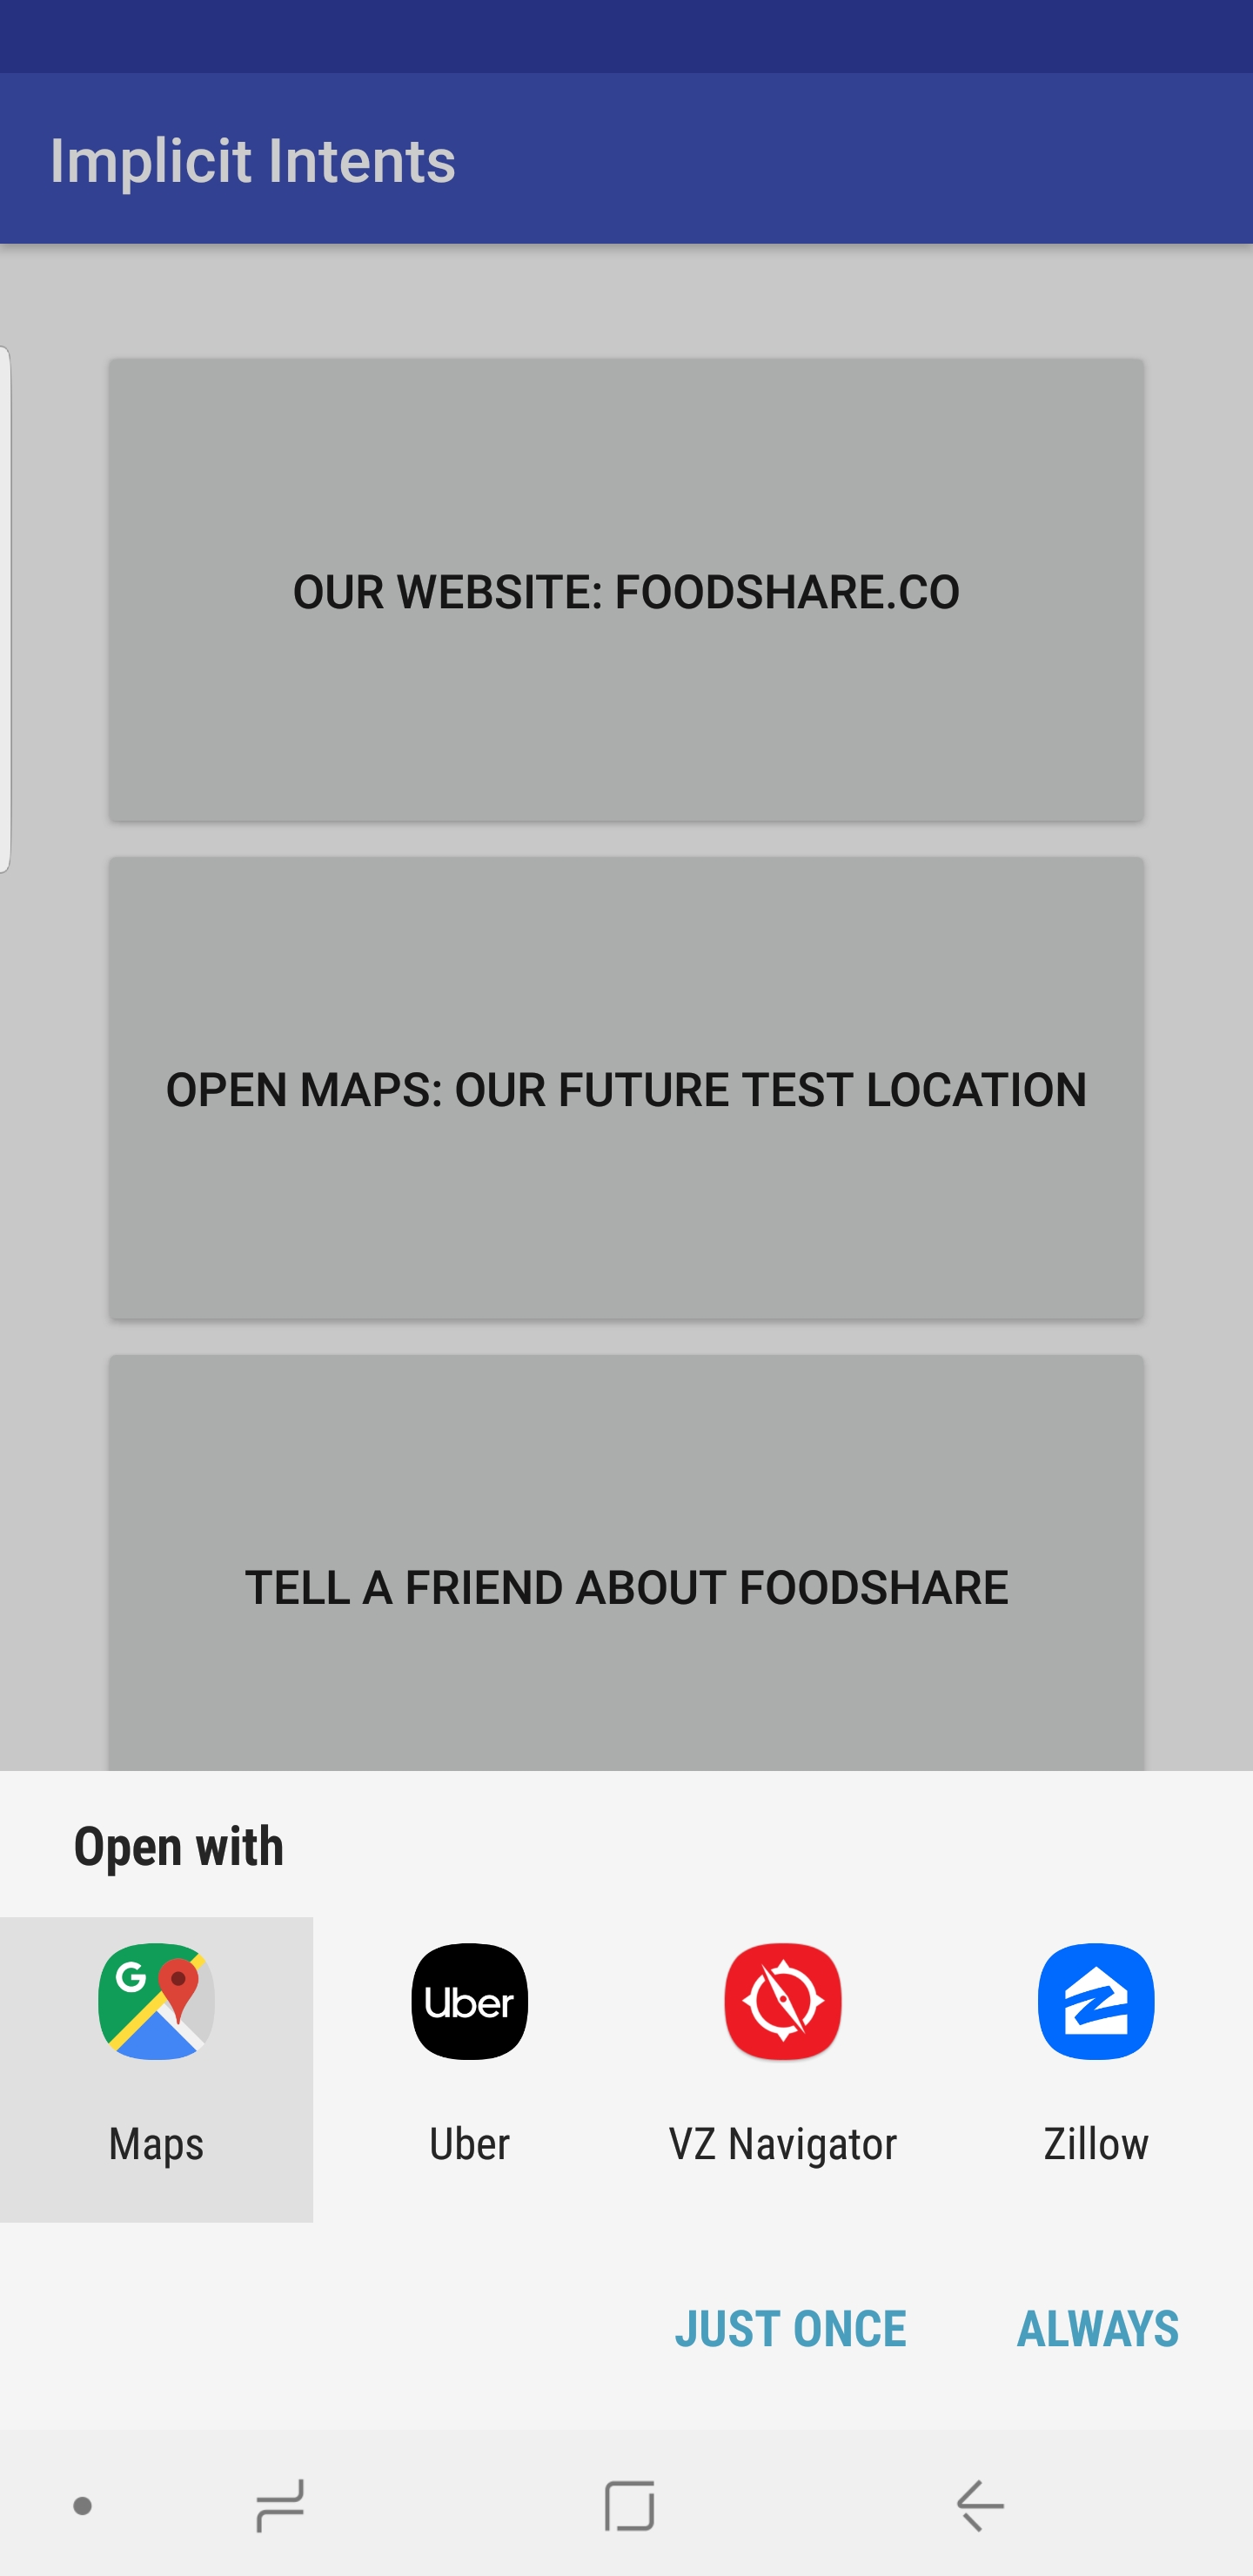 Implicit Intents
OUR WEBSITE: FOODSHARE.CO
OPEN MAPS: OUR FUTURE TEST LOCATION
TELL A FRIEND ABOUT FOODSHARE
Open with
G
Uber
Maps
Uber
VZ Navigator
Zillow
JUST ONCE
ALWAYS